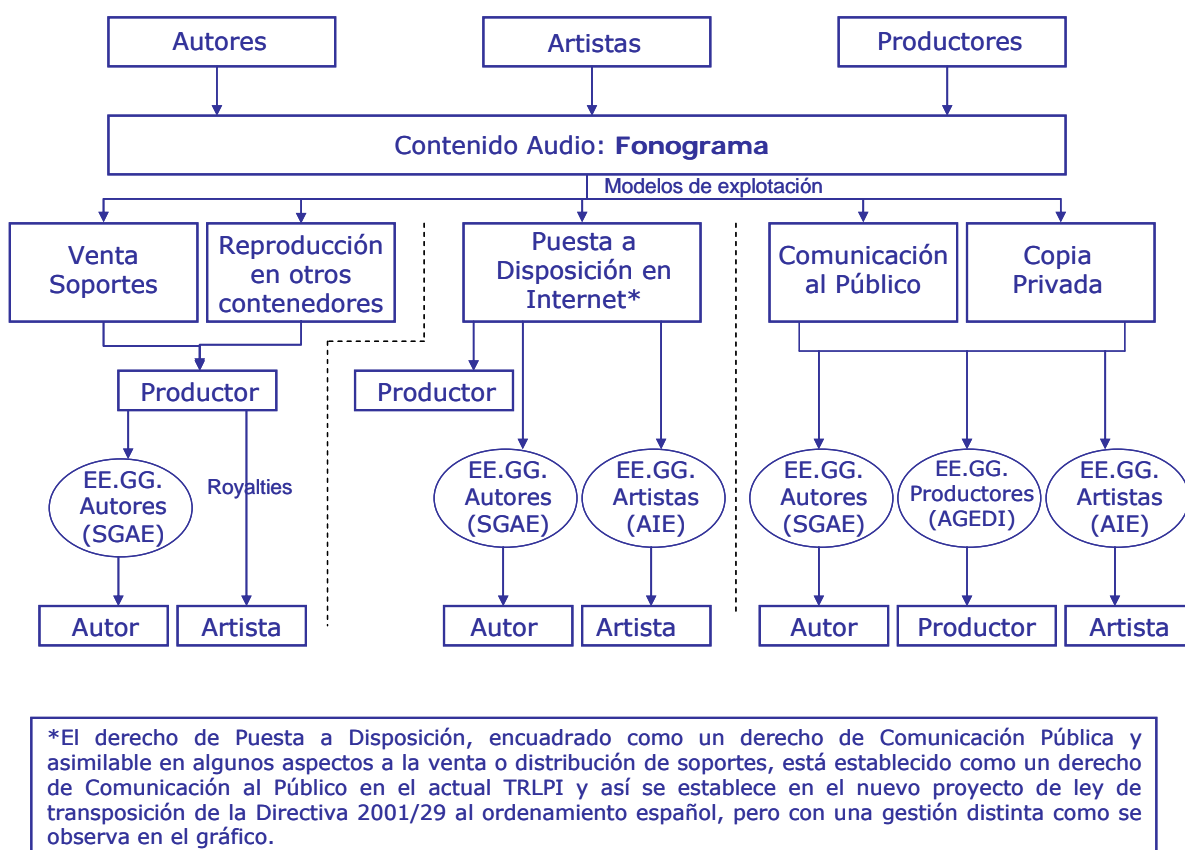 Autores
Artistas
Productores
Contenido Audio: Fonograma
Modelos de explotación
Venta
Soportes
Reproducción
en otros
contenedores
Puesta a
Disposición en
Internet*
Comunicación
al Público
Copia
Privada
Productor
Productor
EE.GG.
Autores
(SGAE)
Royalties
EE.GG.
Autores
(SGAE)
EE.GG.
Artistas
(AIE)
EE.GG.
Autores
(SGAE)
EE.GG.
Productores
(AGEDI)
EE.GG.
Artistas
(AIE)
Autor
Artista
Autor
Artista
Autor
Productor
Artista
*El derecho de Puesta a Disposición, encuadrado como un derecho de Comunicación Pública y
asimilable en algunos aspectos a la venta o distribución de soportes, está establecido como un derecho
de Comunicación al Público en el actual TRLPI y así se establece en el nuevo proyecto de ley de
transposición de la Directiva 2001/29 al ordenamiento español, pero con una gestión distinta como se
observa en el gráfico.